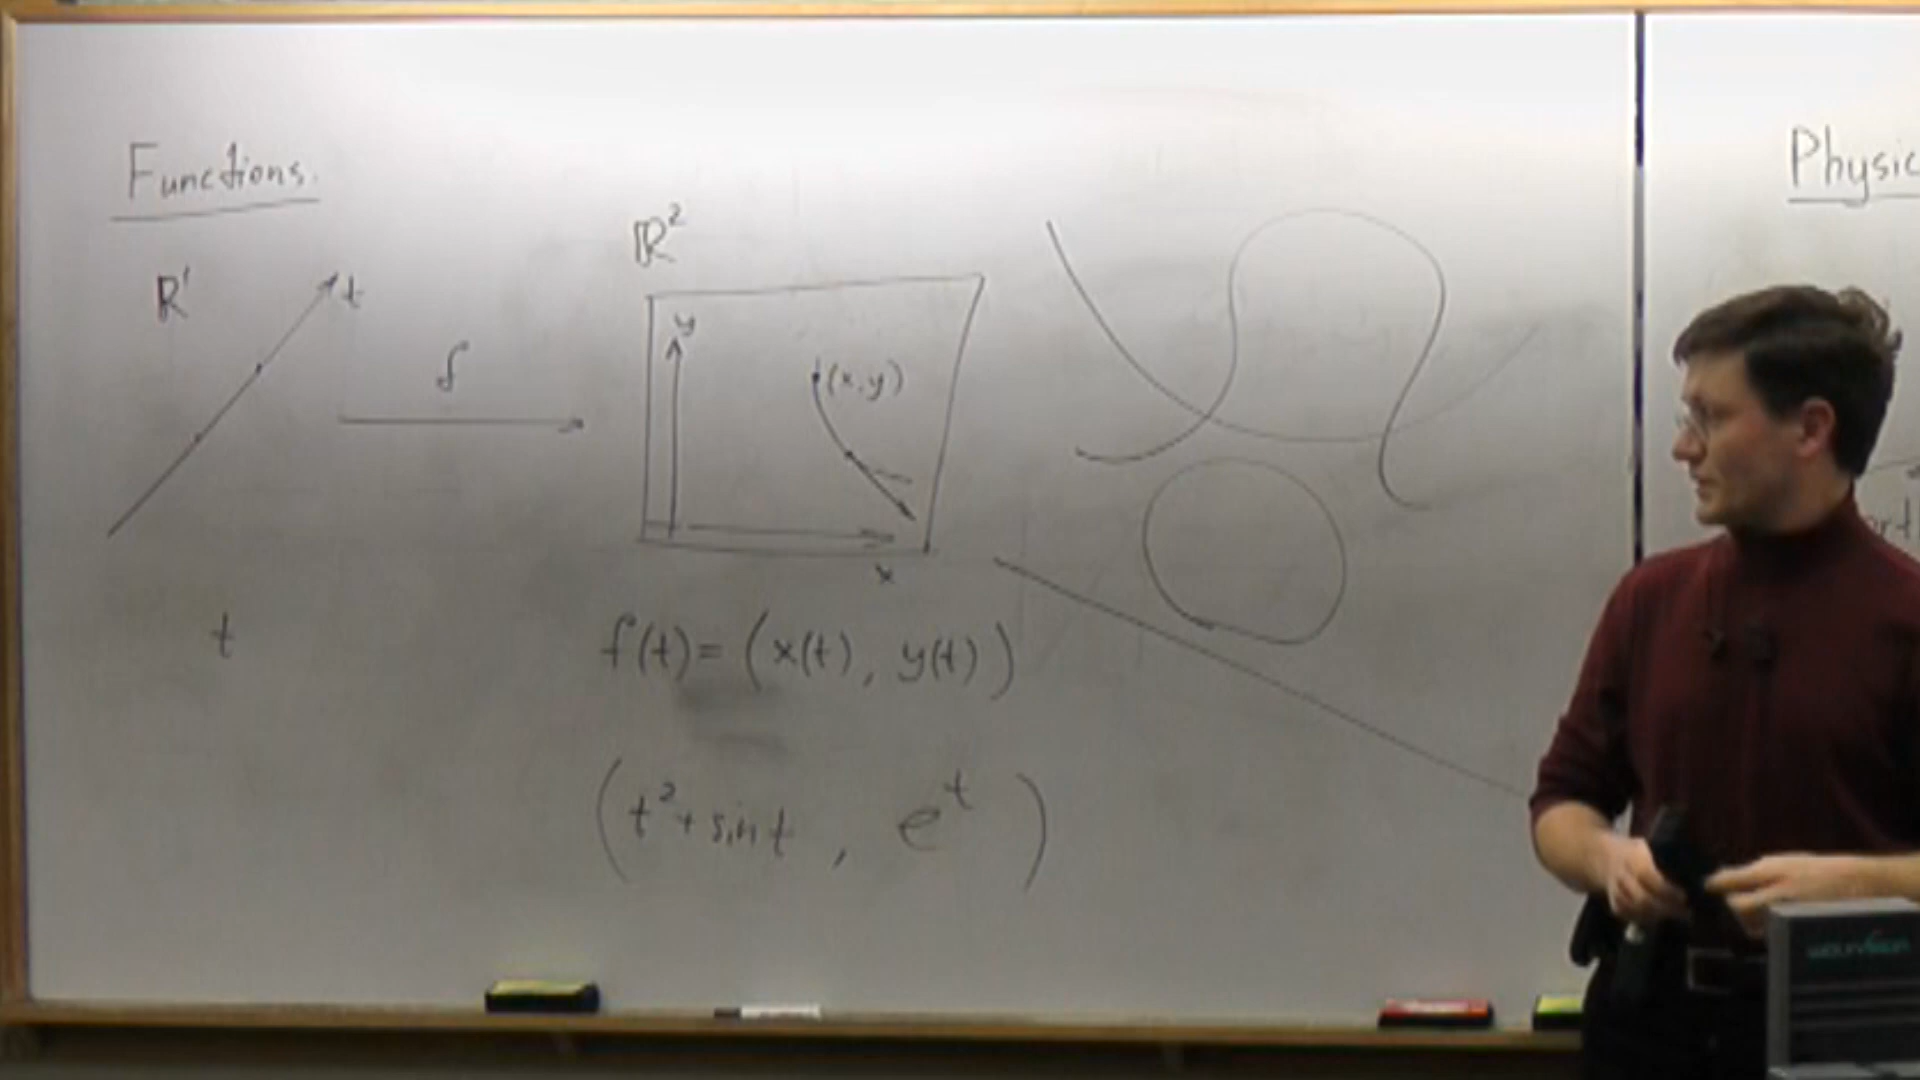 Functions.
ℝ¹
t
f
ℝ²
y
(x,y)
x
t
f(t) = (x(t), y(t))
(t² + sin t, eᵗ)
Physic